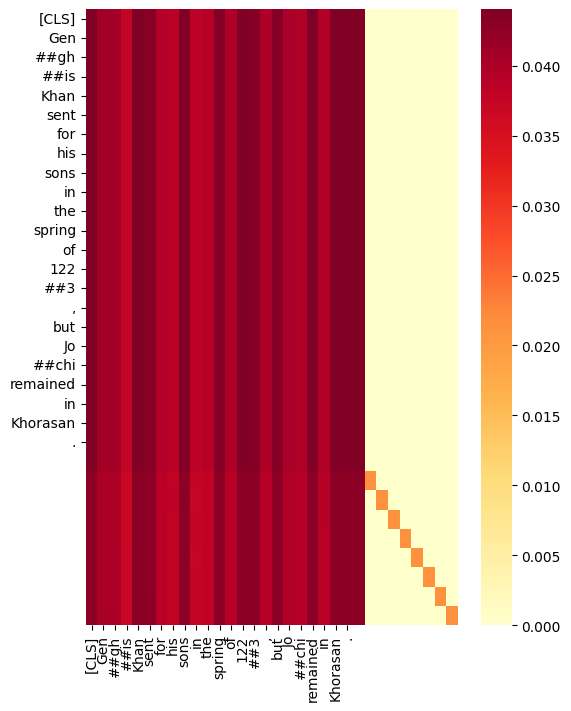 [CLS]
Gen
##gh
##is
Khan
sent
for
his
sons
in
the
spring
of
122
##3
,
but
Jo
##chi
remained
in
Khorasan
.
0.040
0.035
0.030
0.025
0.020
0.015
0.010
0.005
0.000
[CLS] Gen ##gh ##is Khan sent for his sons in the spring of 122 ##3 , but Jo ##chi remained in Khorasan .